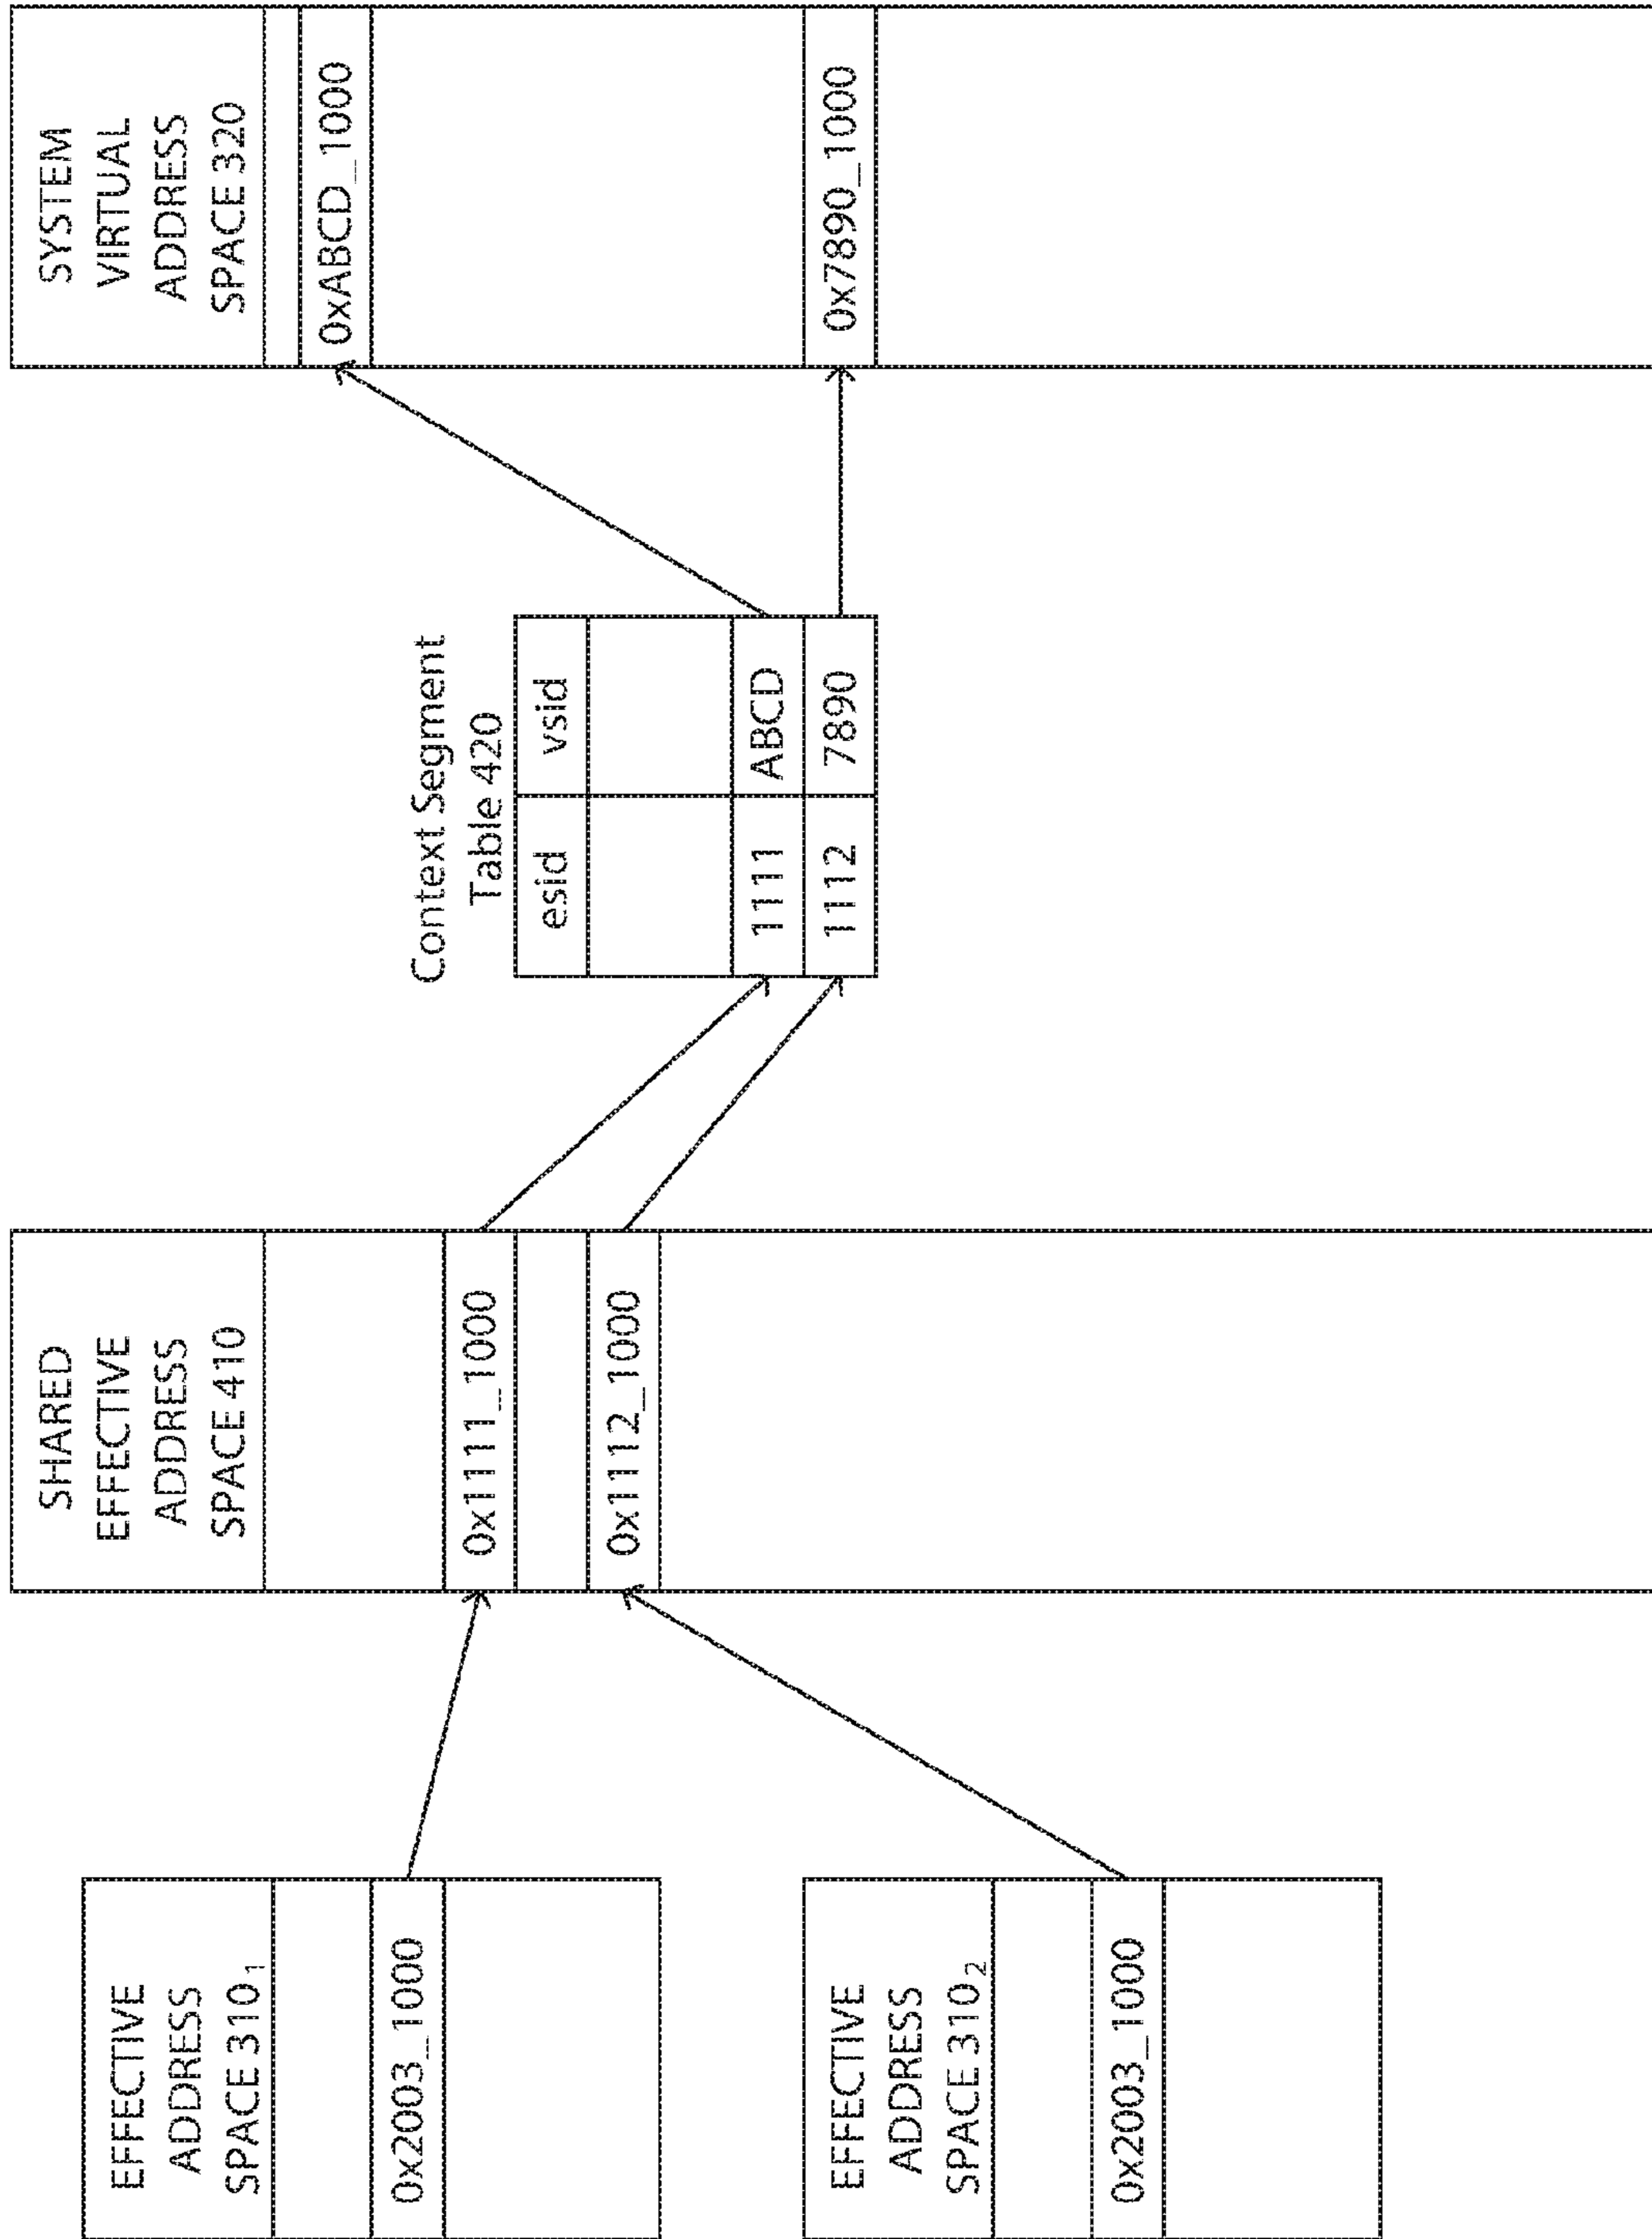 EFFECTIVE
ADDRESS
SPACE 310₁
0x2003_1000
EFFECTIVE
ADDRESS
SPACE 310₂
0x2003_1000
SHARED
EFFECTIVE
ADDRESS
SPACE 410
0x1111_1000
0x1112_1000
Context Segment
Table 420
esid vsid
1111 ABCD
1112 7890
SYSTEM
VIRTUAL
ADDRESS
SPACE 320
0xABCD_1000
0x7890_1000